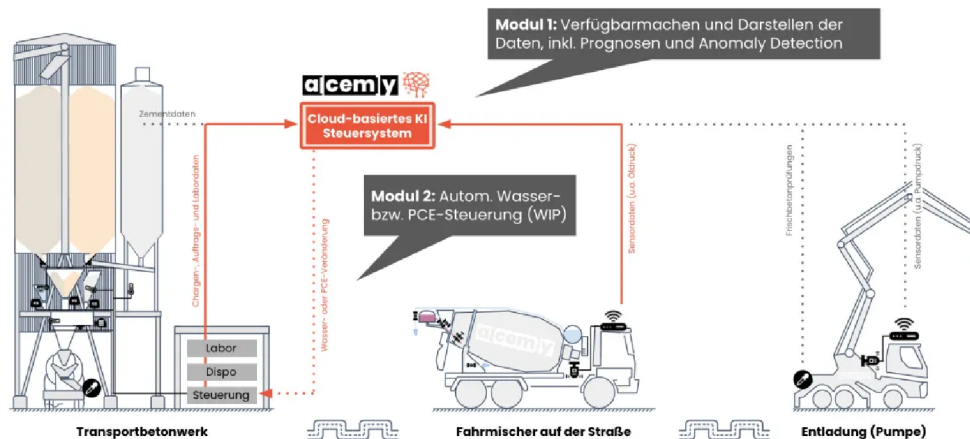 Modul 1: Verfügbarmachen und Darstellen der
Daten, inkl. Prognosen und Anomaly Detection
alcemy
Cloud-basiertes KI
Steuersystem
Zementdaten
Modul 2: Autom. Wasser-
bzw. PCE-Steuerung (WIP)
Chargen-, Auftrags- und Labordaten
Wasser- oder PCE-Veränderung
Sensordaten (u.a. Öldruck)
Frischbetonprüfungen
Sensordaten (u.a. Pumpdruck)
alcemy
Labor
Dispo
Steuerung
Transportbetonwerk
Fahrmischer auf der Straße
Entladung (Pumpe)